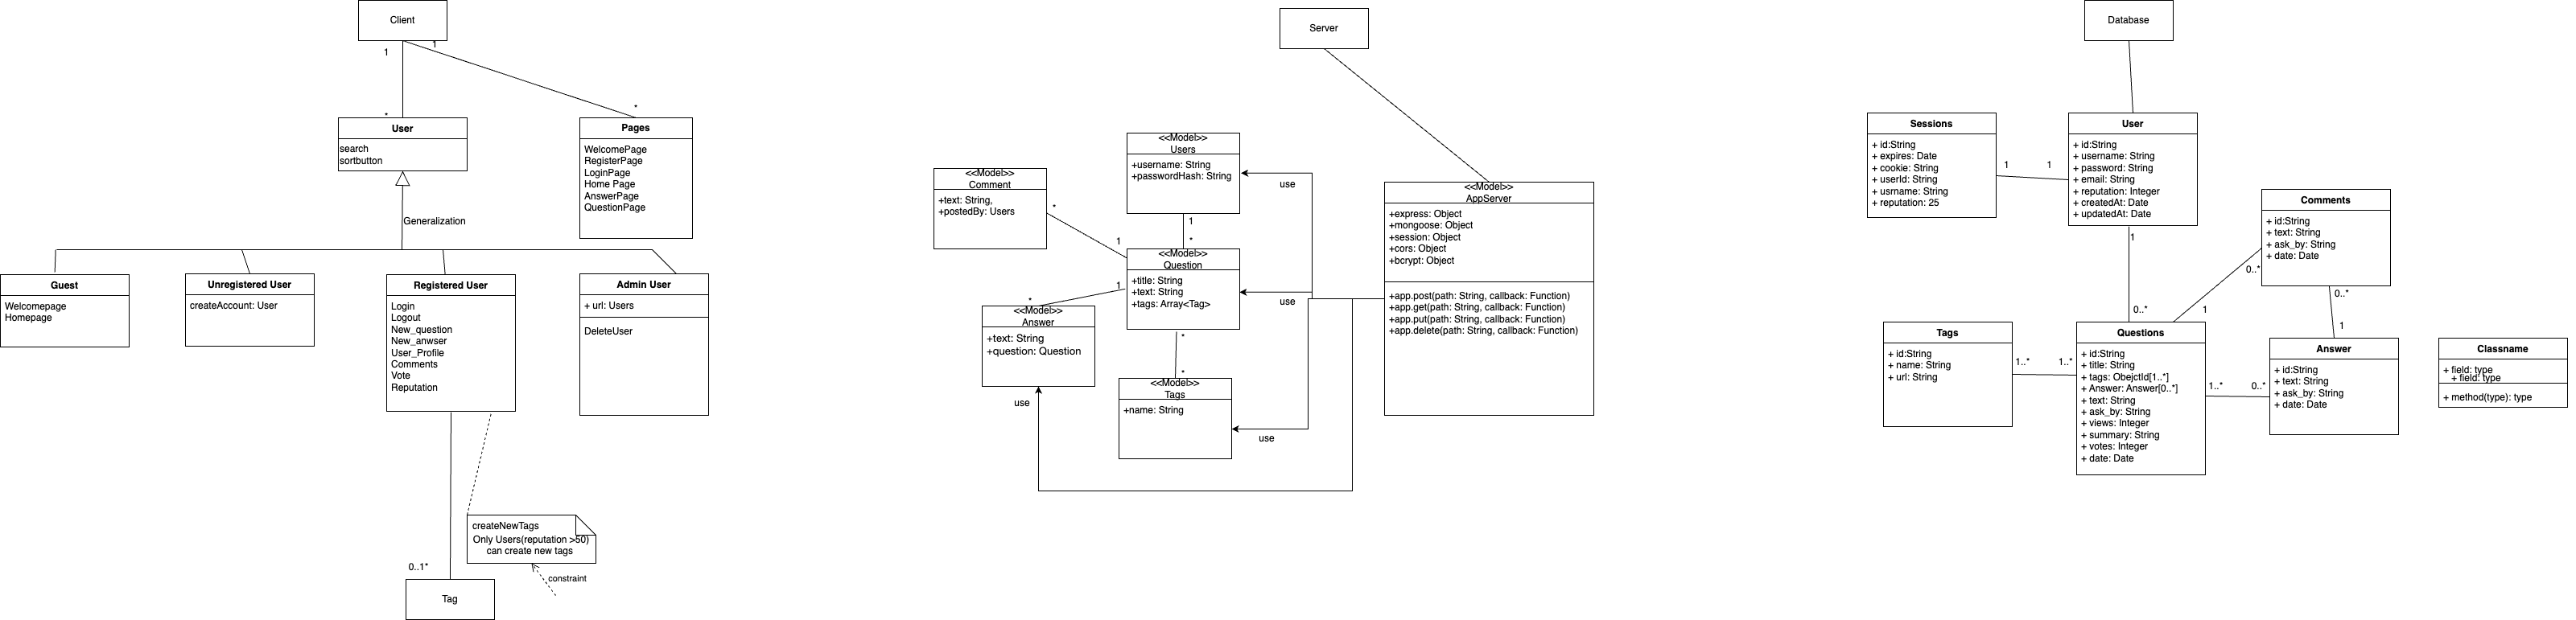 Client
1
1
*
*
User
search
sortbutton
Pages
WelcomePage
RegisterPage
LoginPage
Home Page
AnswerPage
QuestionPage
Generalization
Guest
Welcomepage
Homepage
Unregistered User
createAccount: User
Registered User
Login
Logout
New_question
New_anwser
User_Profile
Comments
Vote
Reputation
Admin User
+ url: Users
DeleteUser
createNewTags
Only Users(reputation >50)
can create new tags
constraint
0..1*
Tag
Server
<<Model>>
Users
+username: String
+passwordHash: String
<<Model>>
Comment
+text: String,
+postedBy: Users
*
1
1
*
<<Model>>
Question
+title: String
+text: String
+tags: Array<Tag>
1
*
<<Model>>
Answer
+text: String
+question: Question
*
*
<<Model>>
Tags
+name: String
use
use
use
use
<<Model>>
AppServer
+express: Object
+mongoose: Object
+session: Object
+cors: Object
+bcrypt: Object
+app.post(path: String, callback: Function)
+app.get(path: String, callback: Function)
+app.put(path: String, callback: Function)
+app.delete(path: String, callback: Function)
Database
Sessions
+ id:String
+ expires: Date
+ cookie: String
+ userId: String
+ usrname: String
+ reputation: 25
1
1
User
+ id:String
+ username: String
+ password: String
+ email: String
+ reputation: Integer
+ createdAt: Date
+ updatedAt: Date
1
0..*
Comments
+ id:String
+ text: String
+ ask_by: String
+ date: Date
0..*
1
0..*
1
Tags
+ id:String
+ name: String
+ url: String
1..*
1..*
Questions
+ id:String
+ title: String
+ tags: ObejctId[1..*]
+ Answer: Answer[0..*]
+ text: String
+ ask_by: String
+ views: Integer
+ summary: String
+ votes: Integer
+ date: Date
1..*
0..*
Answer
+ id:String
+ text: String
+ ask_by: String
+ date: Date
Classname
+ field: type
+ field: type
+ method(type): type